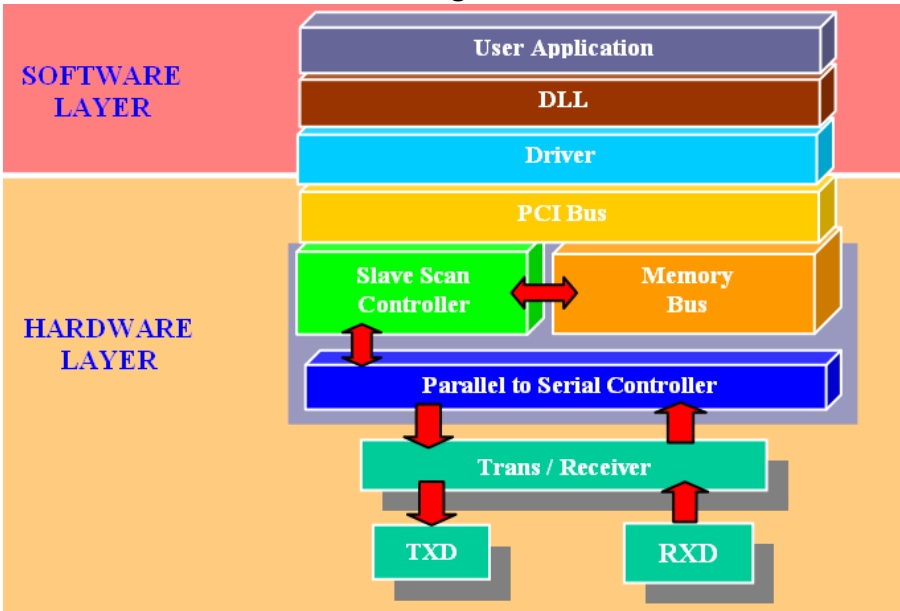 SOFTWARE
LAYER
User Application
DLL
Driver
HARDWARE
LAYER
PCI Bus
Slave Scan
Controller
Memory
Bus
Parallel to Serial Controller
Trans / Receiver
TXD
RXD